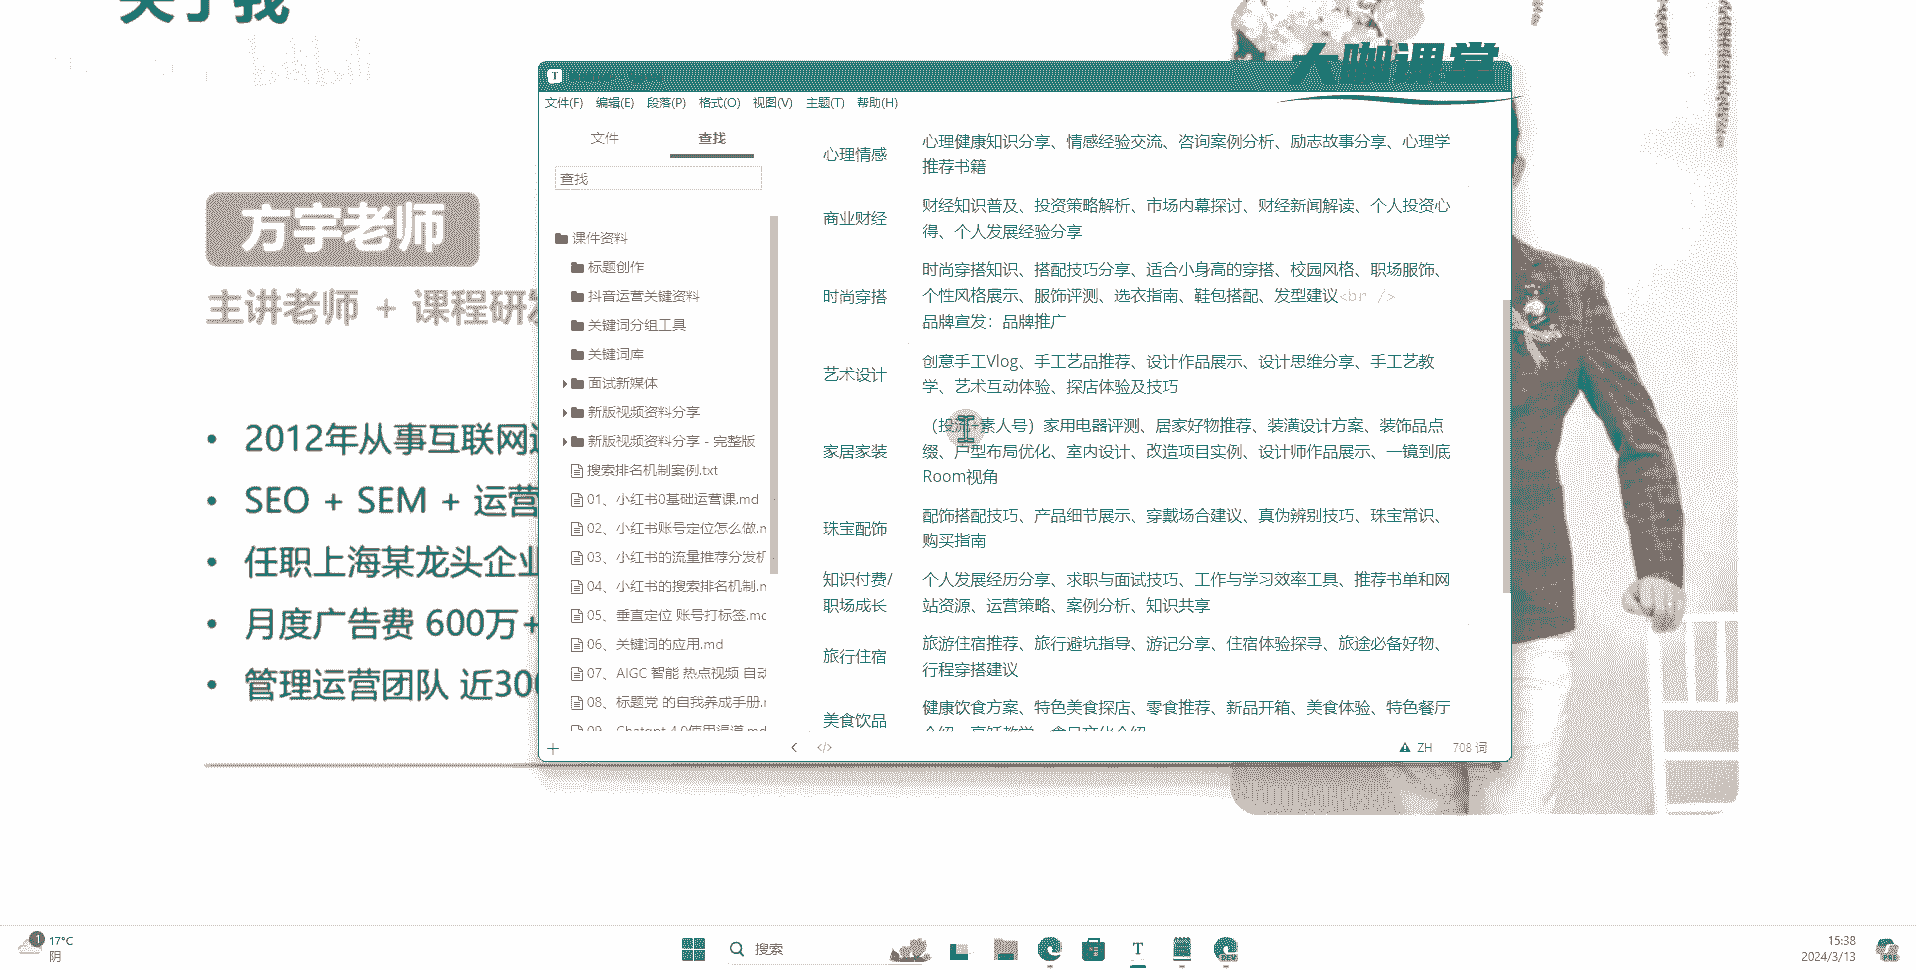 关于我
大咖课堂
方宇老师
主讲老师 + 课程研发
• 2012年从事互联网
• SEO + SEM + 运营
• 任职上海某龙头企业
• 月度广告费 600万+
• 管理运营团队 近300
T
文件(F) 编辑(E) 段落(P) 格式(O) 视图(V) 主题(T) 帮助(H)
文件 查找
查找
课件资料
标题创作
抖音运营关键资料
关键词分组工具
关键词库
面试新媒体
新版视频资料分享
新版视频资料分享 - 完整版
搜索排名机制案例.txt
01、小红书0基础运营课.md
02、小红书账号定位怎么做.m
03、小红书的流量推荐分发机
04、小红书的搜索排名机制.m
05、垂直定位 账号打标签.md
06、关键词的应用.md
07、AIGC 智能 热点视频 自动
08、标题党 的自我养成手册.m
09、Chatgpt 4.0使用渠道.md
心理情感
心理健康知识分享、情感经验交流、咨询案例分析、励志故事分享、心理学
推荐书籍
商业财经
财经知识普及、投资策略解析、市场内幕探讨、财经新闻解读、个人投资心
得、个人发展经验分享
时尚穿搭
时尚穿搭知识、搭配技巧分享、适合小身高的穿搭、校园风格、职场服饰、
个性风格展示、服饰评测、选衣指南、鞋包搭配、发型建议<br />
品牌宣发：品牌推广
艺术设计
创意手工Vlog、手工艺品推荐、设计作品展示、设计思维分享、手工艺教
学、艺术互动体验、探店体验及技巧
家居家装
（投流+素人号）家用电器评测、居家好物推荐、装潢设计方案、装饰品点
缀、户型布局优化、室内设计、改造项目实例、设计师作品展示、一镜到底
Room视角
珠宝配饰
配饰搭配技巧、产品细节展示、穿戴场合建议、真伪辨别技巧、珠宝常识、
购买指南
知识付费/
职场成长
个人发展经历分享、求职与面试技巧、工作与学习效率工具、推荐书单和网
站资源、运营策略、案例分析、知识共享
旅行住宿
旅游住宿推荐、旅行避坑指导、游记分享、住宿体验探寻、旅途必备好物、
行程穿搭建议
美食饮品
健康饮食方案、特色美食探店、零食推荐、新品开箱、美食体验、特色餐厅
介绍、烹饪教学、食品文化介绍
</> ZH 708 词
1 17°C
阴
搜索
T
DEV
15:38
2024/3/13
PRE